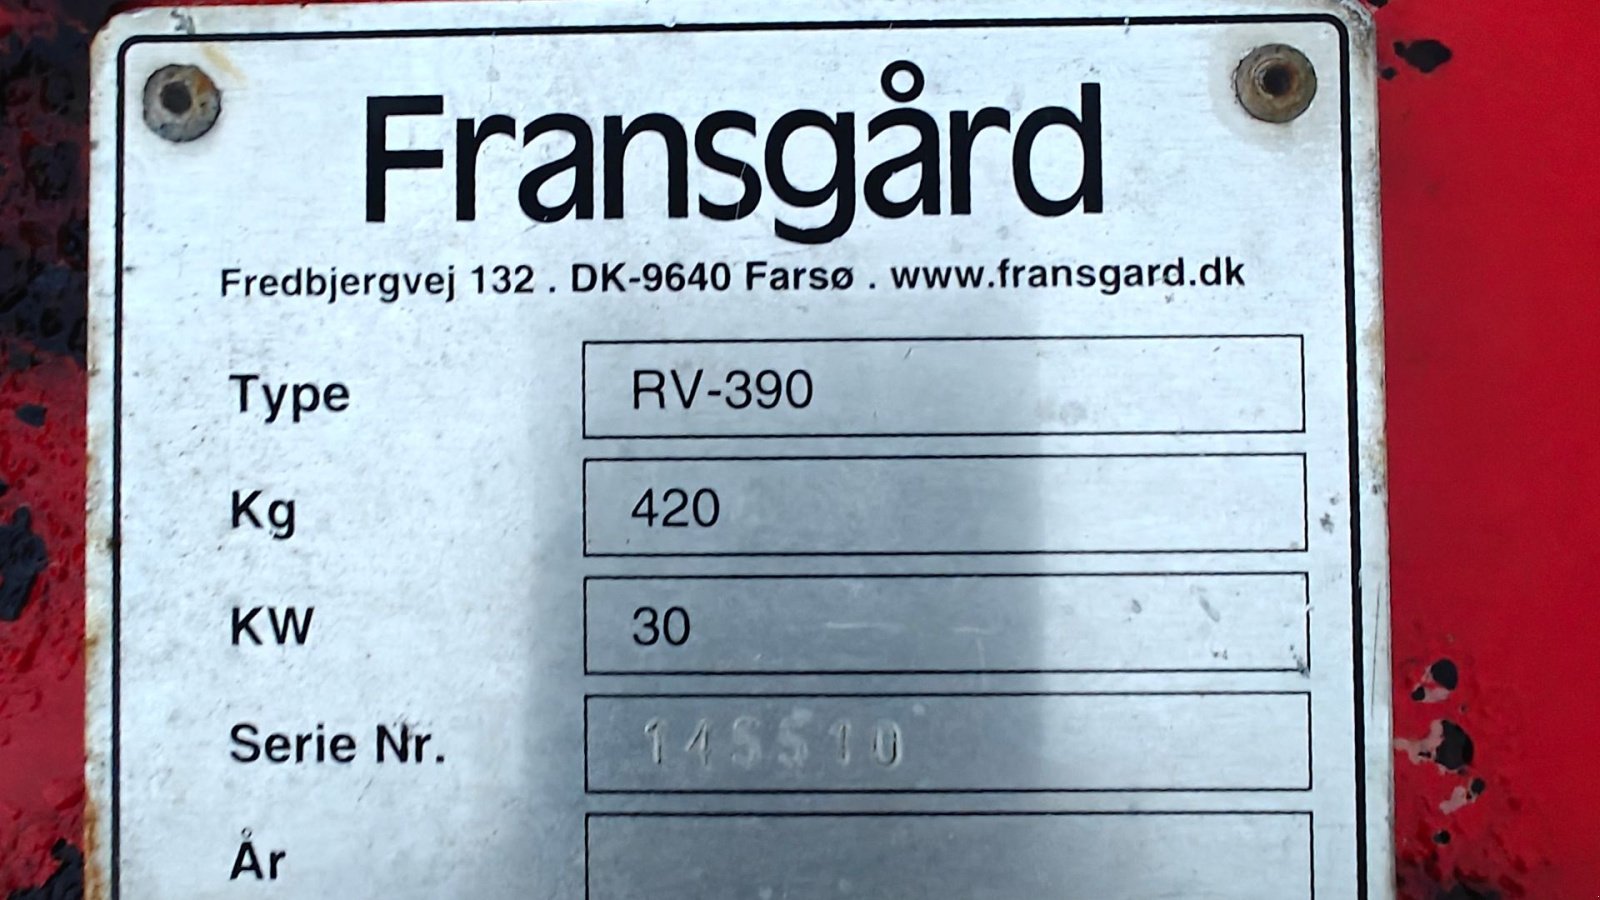 Fransgård
Fredbjergvej 132 . DK-9640 Farsø . www.fransgard.dk
Type RV-390
Kg 420
KW 30
Serie Nr. 145510
År